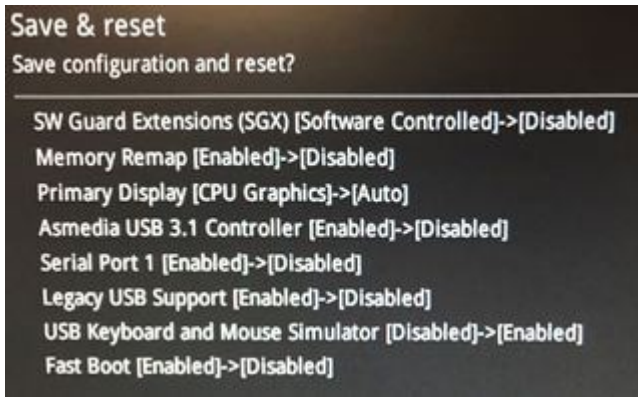 Save & reset
Save configuration and reset?
SW Guard Extensions (SGX) [Software Controlled]->[Disabled]
Memory Remap [Enabled]->[Disabled]
Primary Display [CPU Graphics]->[Auto]
Asmedia USB 3.1 Controller [Enabled]->[Disabled]
Serial Port 1 [Enabled]->[Disabled]
Legacy USB Support [Enabled]->[Disabled]
USB Keyboard and Mouse Simulator [Disabled]->[Enabled]
Fast Boot [Enabled]->[Disabled]